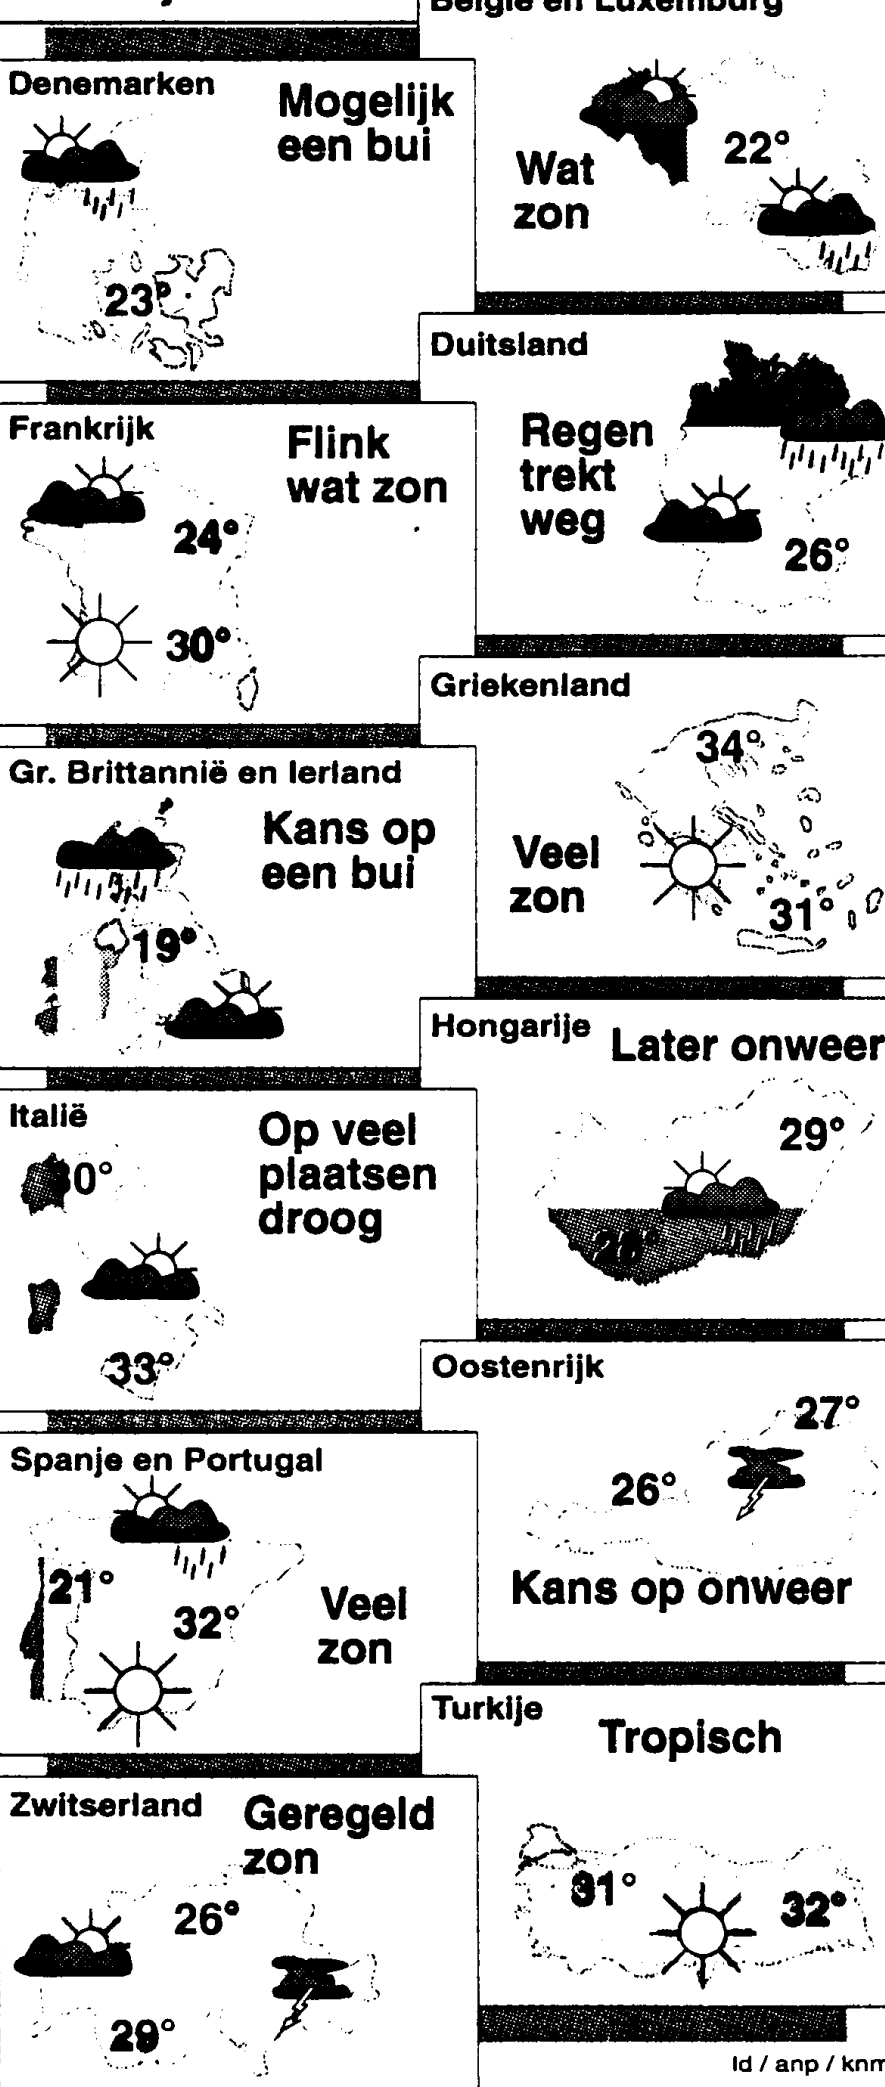 België en Luxemburg
Wat
zon
22°
Denemarken
Mogelijk
een bui
23°
Duitsland
Regen
trekt
weg
26°
Frankrijk
Flink
wat zon
24°
30°
Griekenland
34°
Veel
zon
31°
Gr. Brittannië en Ierland
Kans op
een bui
19°
Hongarije
Later onweer
29°
28°
Italië
Op veel
plaatsen
droog
30°
33°
Oostenrijk
27°
26°
Kans op onweer
Spanje en Portugal
21°
32°
Veel
zon
Turkije
Tropisch
31°
32°
Zwitserland
Geregeld
zon
26°
29°
ld / anp / knm